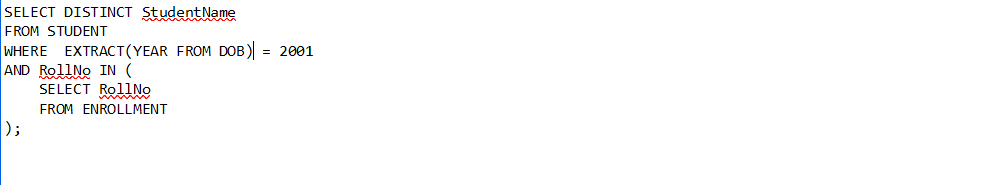 SELECT DISTINCT StudentName
FROM STUDENT
WHERE  EXTRACT(YEAR FROM DOB) = 2001
AND RollNo IN (
    SELECT RollNo
    FROM ENROLLMENT
);